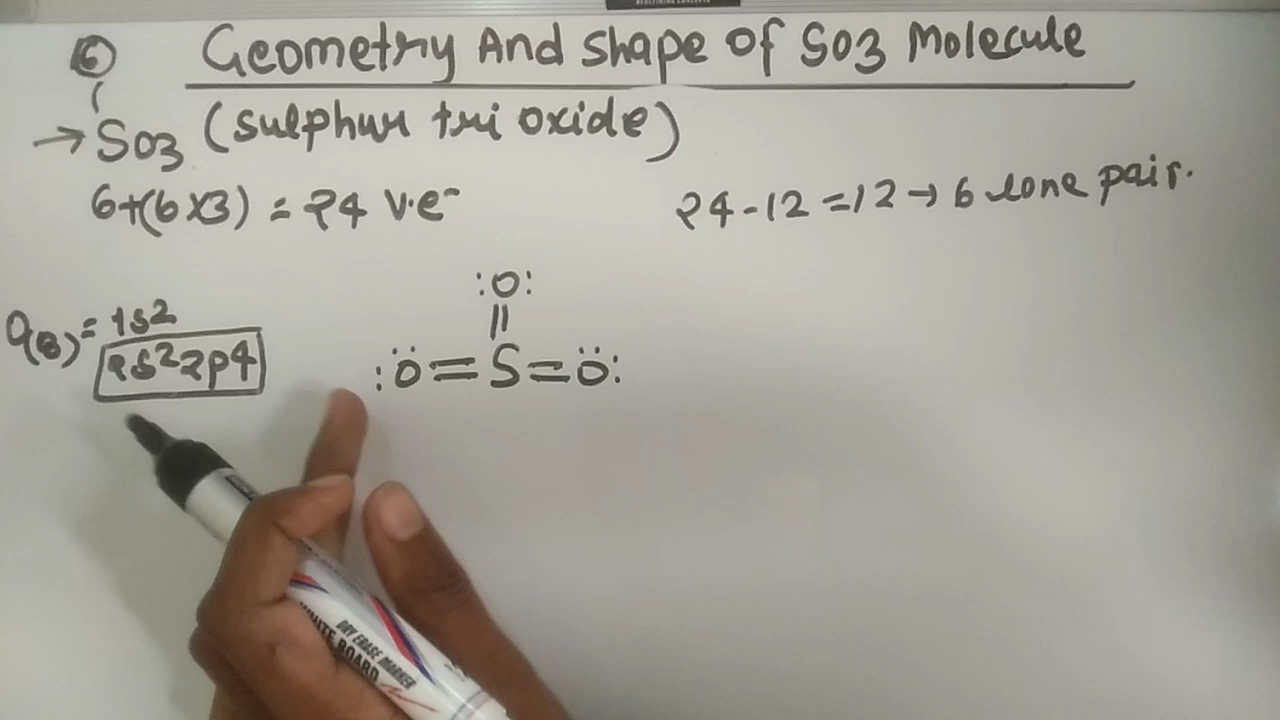 6 Geometry And shape Of SO3 Molecule
→ SO3 (sulphur tri oxide)
6+(6×3) = 24 v.e⁻
24-12=12→ 6 lone pair.
:O:
||
O(8) = 1s2
2s2 2p4
:Ö=S=Ö:
DRY ERASE MARKER
WHITE BOARD